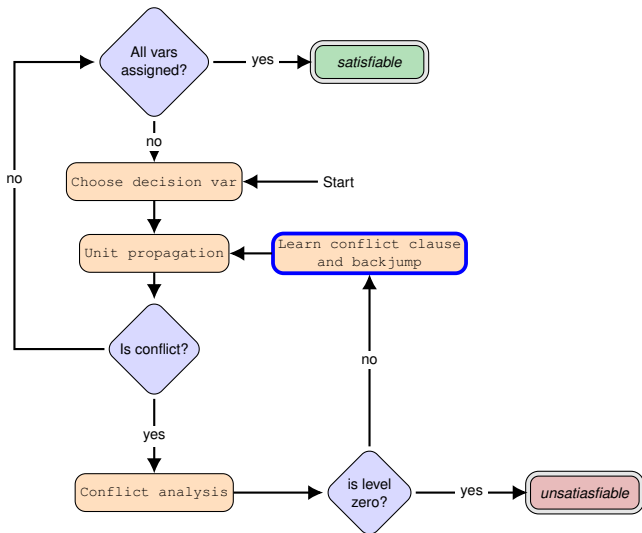 All vars
assigned?
yes
satisfiable
no
Choose decision var
Start
no
Unit propagation
Learn conflict clause
and backjump
Is conflict?
no
yes
Conflict analysis
is level
zero?
yes
unsatiasfiable